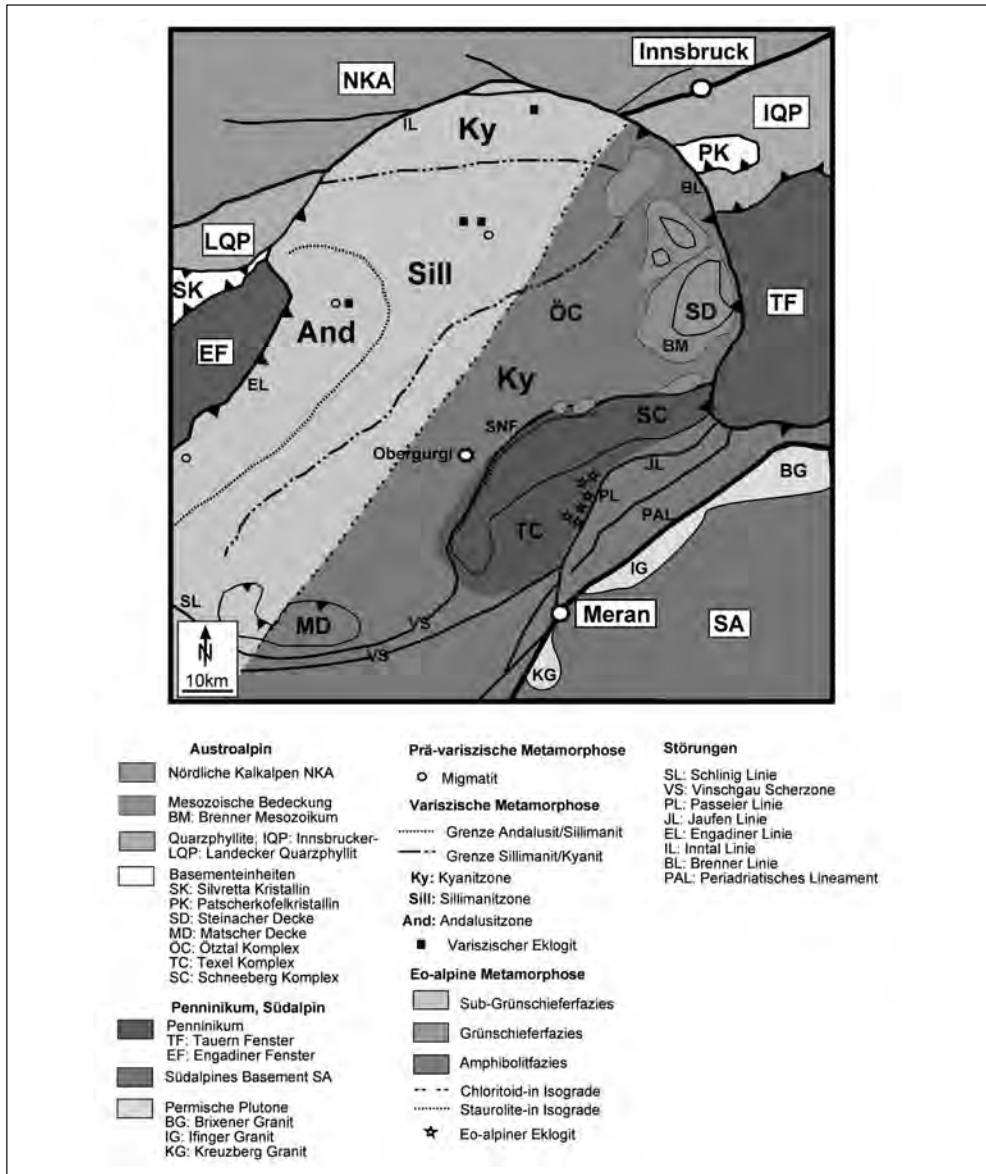 Innsbruck
NKA
IQP
IL
Ky
PK
BL
LQP
Sill
SK
ÖC
SD
TF
And
BM
EF
Ky
EL
SC
SNF
Obergurgl
JL
BG
PL
TC
PAL
IG
SL
MD
VS
Meran
SA
VS
N
10km
KG
Austroalpin
Nördliche Kalkalpen NKA
Mesozoische Bedeckung
BM: Brenner Mesozoikum
Quarzphyllite; IQP: Innsbrucker-
LQP: Landecker Quarzphyllit
Basementeinheiten
SK: Silvretta Kristallin
PK: Patscherkofelkristallin
SD: Steinacher Decke
MD: Matscher Decke
ÖC: Ötztal Komplex
TC: Texel Komplex
SC: Schneeberg Komplex
Penninikum, Südalpin
Penninikum
TF: Tauern Fenster
EF: Engadiner Fenster
Südalpines Basement SA
Permische Plutone
BG: Brixener Granit
IG: Ifinger Granit
KG: Kreuzberg Granit
Prä-variszische Metamorphose
Migmatit
Variszische Metamorphose
Grenze Andalusit/Sillimanit
Grenze Sillimanit/Kyanit
Ky: Kyanitzone
Sill: Sillimanitzone
And: Andalusitzone
Variszischer Eklogit
Eo-alpine Metamorphose
Sub-Grünschieferfazies
Grünschieferfazies
Amphibolitfazies
Chloritoid-in Isograde
Staurolite-in Isograde
Eo-alpiner Eklogit
Störungen
SL: Schlinig Linie
VS: Vinschgau Scherzone
PL: Passeier Linie
JL: Jaufen Linie
EL: Engadiner Linie
IL: Inntal Linie
BL: Brenner Linie
PAL: Periadriatisches Lineament